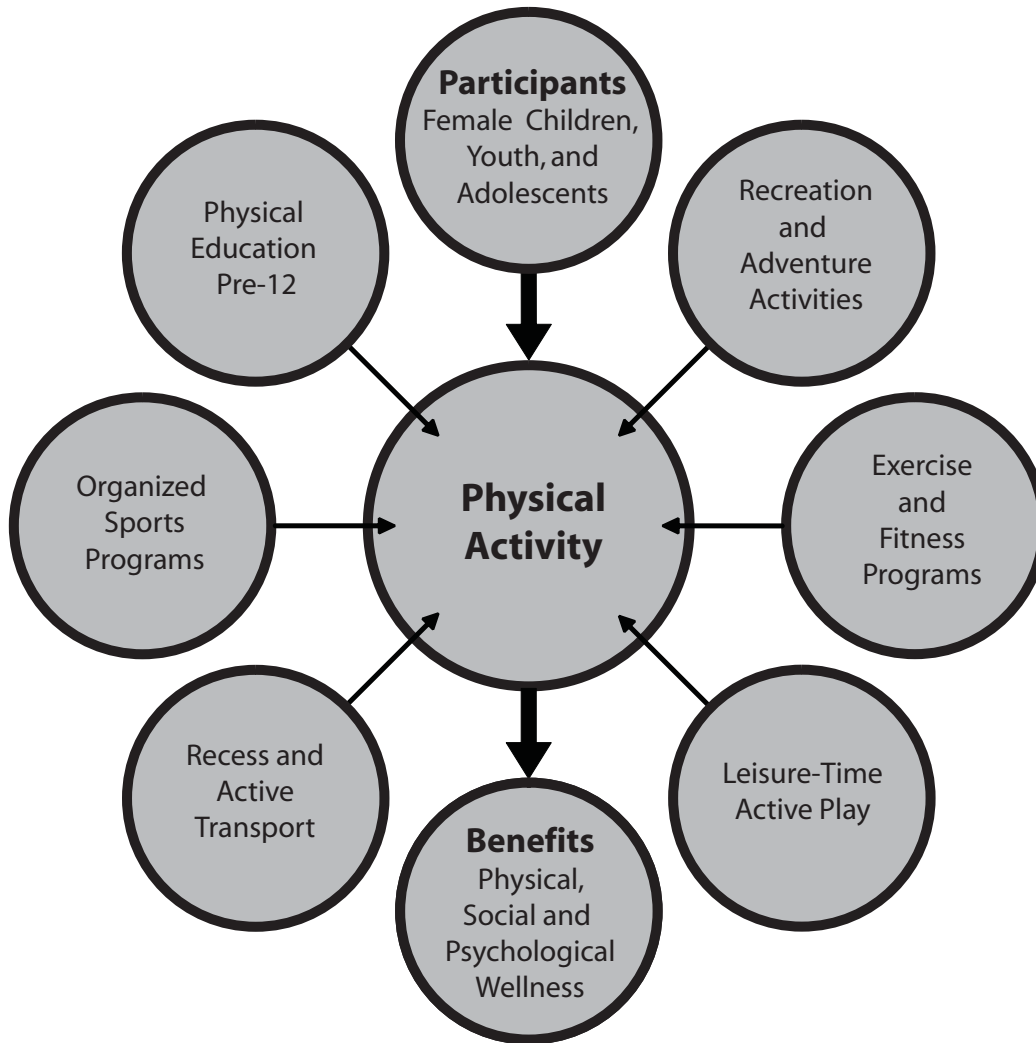 Participants
Female Children,
Youth, and
Adolescents
Physical
Education
Pre-12
Recreation
and
Adventure
Activities
Organized
Sports
Programs
Physical
Activity
Exercise
and
Fitness
Programs
Recess and
Active
Transport
Leisure-Time
Active Play
Benefits
Physical,
Social and
Psychological
Wellness